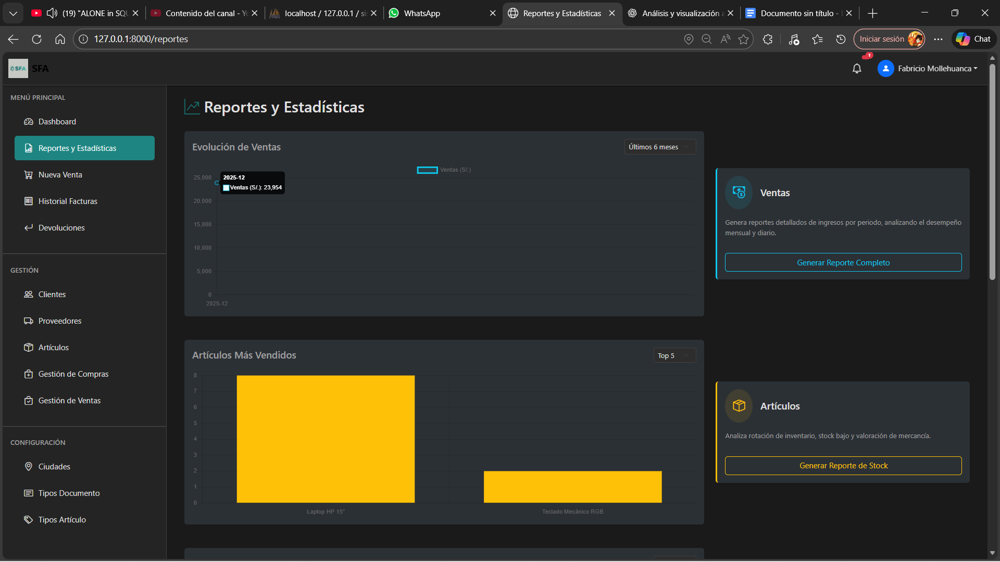 (19) "ALONE in SQU
Contenido del canal - Yo
localhost / 127.0.0.1 / sis
WhatsApp
Reportes y Estadísticas
Análisis y visualización a
Documento sin título -
127.0.0.1:8000/reportes
Iniciar sesión
Chat
SFA
SFA
1
Fabricio Mollehuanca
MENÚ PRINCIPAL
Dashboard
Reportes y Estadísticas
Nueva Venta
Historial Facturas
Devoluciones
GESTIÓN
Clientes
Proveedores
Artículos
Gestión de Compras
Gestión de Ventas
CONFIGURACIÓN
Ciudades
Tipos Documento
Tipos Artículo
Reportes y Estadísticas
Evolución de Ventas
Últimos 6 meses
Ventas (S/.)
25,000
20,000
15,000
10,000
5,000
0
2025-12
2025-12
Ventas (S/.): 23,954
Ventas
Genera reportes detallados de ingresos por periodo, analizando el desempeño
mensual y diario.
Generar Reporte Completo
Artículos Más Vendidos
Top 5
8
7
6
5
4
3
2
1
0
Laptop HP 15"
Teclado Mecánico RGB
Artículos
Analiza rotación de inventario, stock bajo y valoración de mercancía.
Generar Reporte de Stock